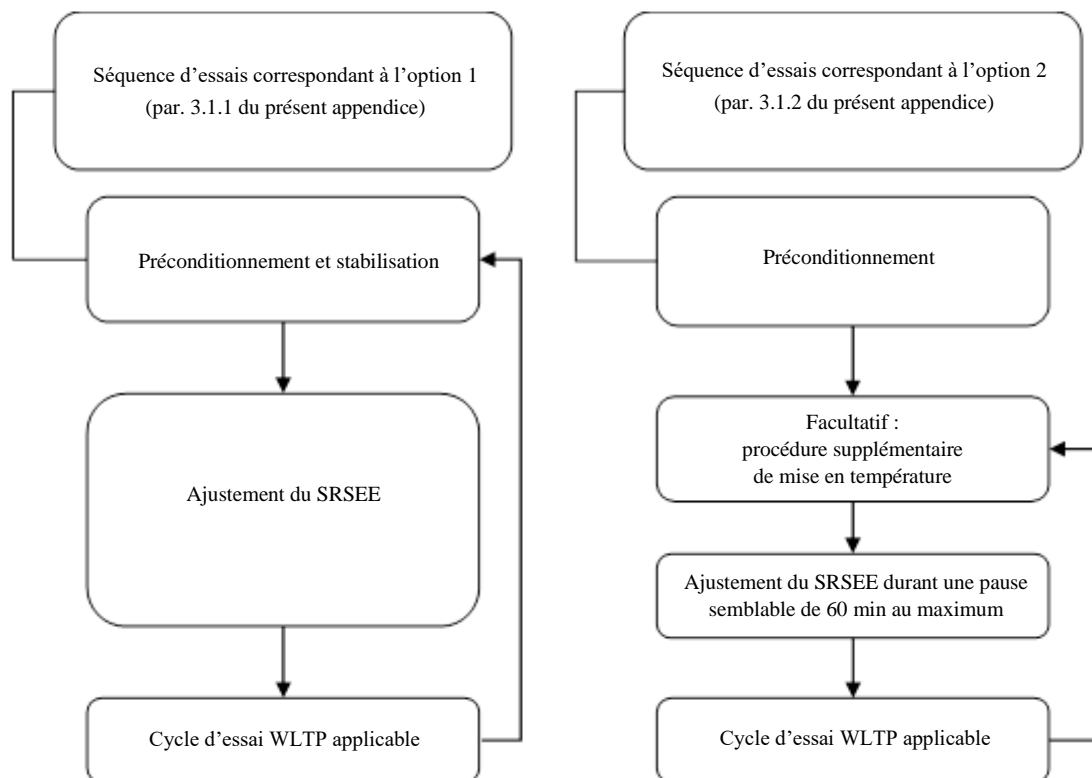 Séquence d'essais correspondant à l'option 1
(par. 3.1.1 du présent appendice)
Préconditionnement et stabilisation
Ajustement du SRSEE
Cycle d'essai WLTP applicable
Séquence d'essais correspondant à l'option 2
(par. 3.1.2 du présent appendice)
Préconditionnement
Facultatif :
procédure supplémentaire
de mise en température
Ajustement du SRSEE durant une pause
semblable de 60 min au maximum
Cycle d'essai WLTP applicable